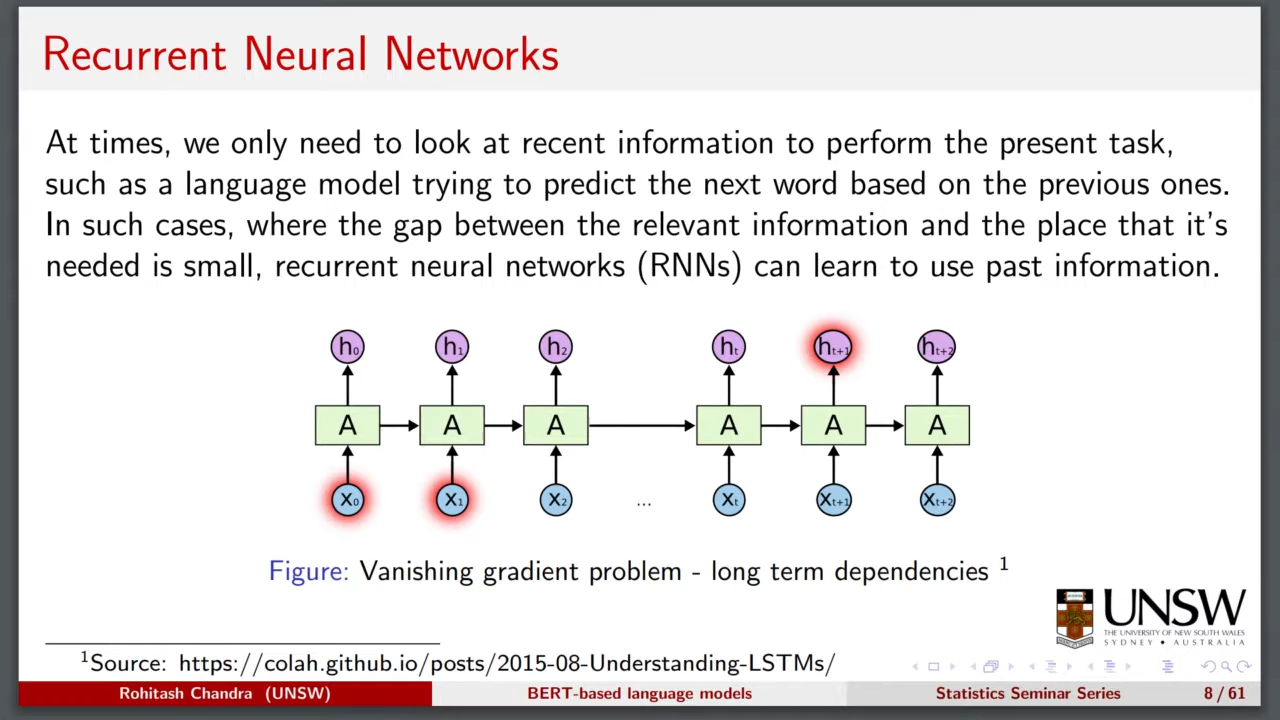 Recurrent Neural Networks
At times, we only need to look at recent information to perform the present task,
such as a language model trying to predict the next word based on the previous ones.
In such cases, where the gap between the relevant information and the place that it's
needed is small, recurrent neural networks (RNNs) can learn to use past information.
h0 h1 h2 ht ht+1 ht+2
A A A A A A
x0 x1 x2 ... xt xt+1 xt+2
Figure: Vanishing gradient problem - long term dependencies 1
UNSW
THE UNIVERSITY OF NEW SOUTH WALES
SYDNEY • AUSTRALIA
1Source: https://colah.github.io/posts/2015-08-Understanding-LSTMs/
Rohitash Chandra (UNSW) BERT-based language models Statistics Seminar Series 8 / 61